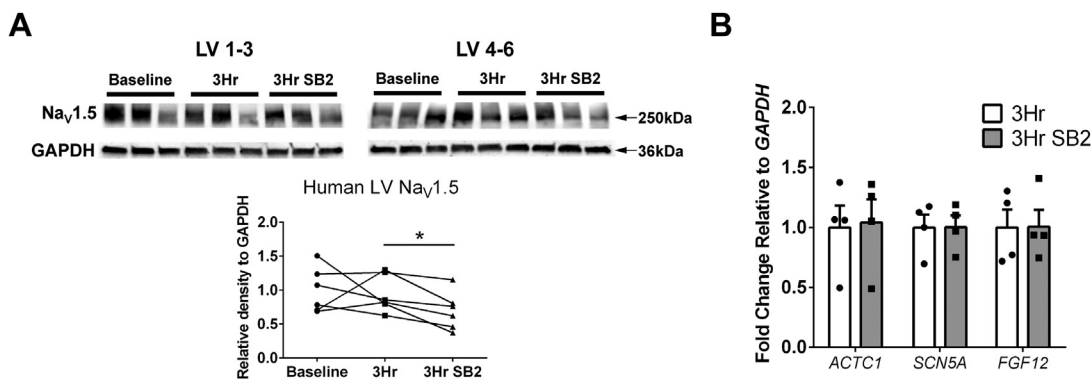 A
LV 1-3
LV 4-6
Baseline 3Hr 3Hr SB2 Baseline 3Hr 3Hr SB2
NaV1.5
250kDa
GAPDH
36kDa
Human LV NaV1.5
Relative density to GAPDH
2.0
1.5
1.0
0.5
0.0
*
Baseline 3Hr 3Hr SB2
B
Fold Change Relative to GAPDH
2.0
1.5
1.0
0.5
0.0
3Hr
3Hr SB2
ACTC1 SCN5A FGF12